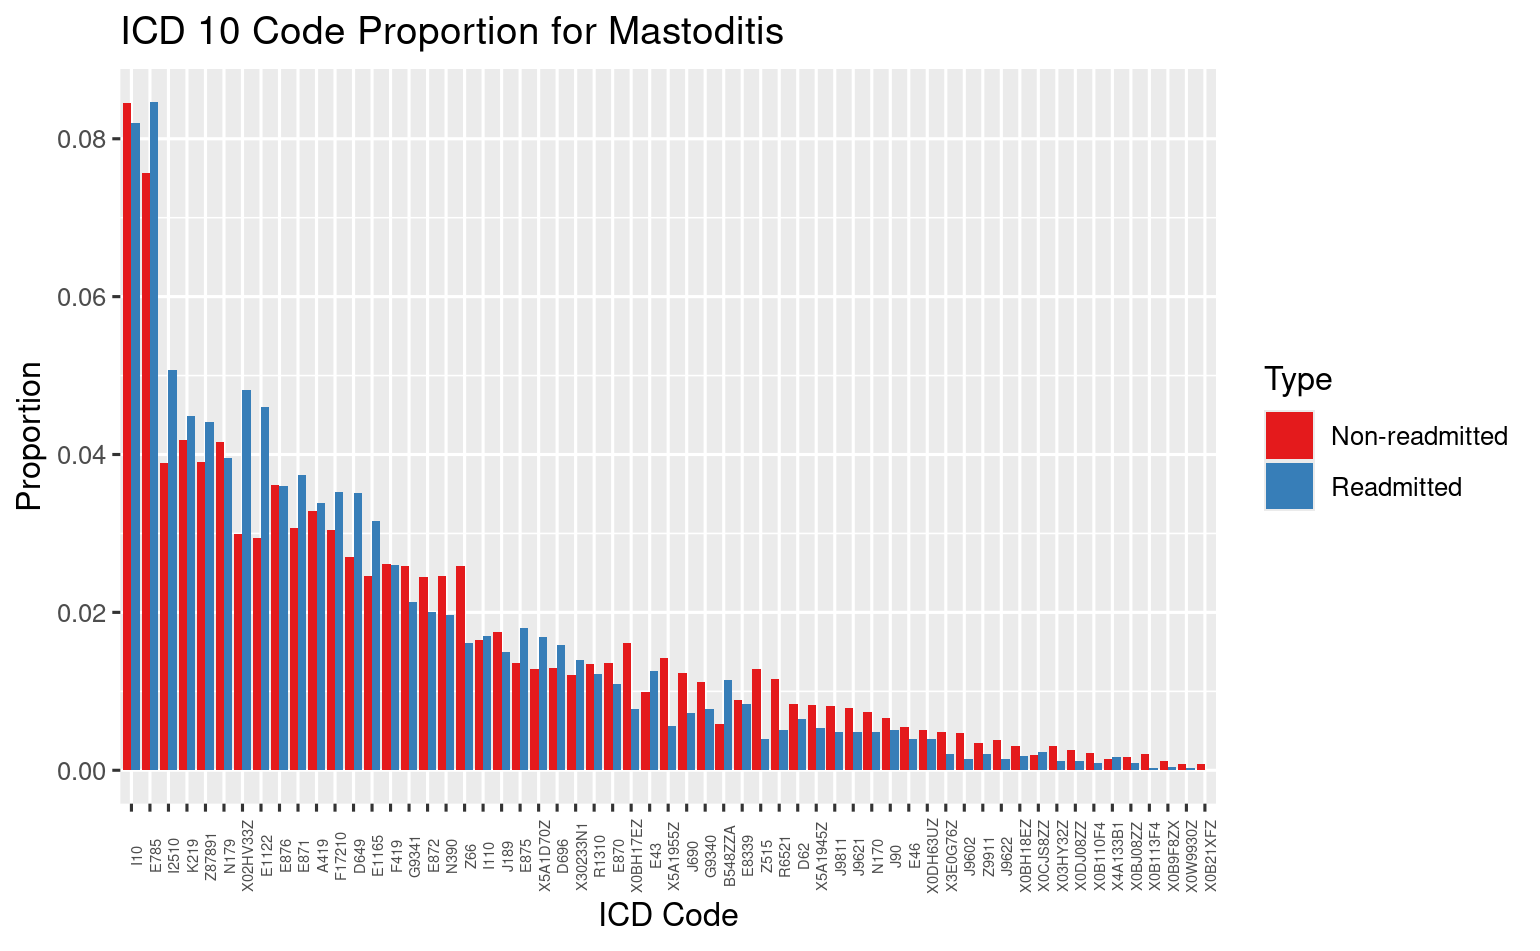 ICD 10 Code Proportion for Mastoditis
Proportion
0.08
0.06
0.04
0.02
0.00
I10
E785
I2510
K219
Z87891
N179
X02HV33Z
E1122
E876
E871
A419
F17210
D649
E1165
F419
G9341
E872
N390
Z66
I110
J189
E875
X5A1D70Z
D696
X30233N1
R1310
E870
X0BH17EZ
E43
X5A1955Z
J690
G9340
B548ZZA
E8339
Z515
R6521
D62
X5A1945Z
J9811
J9621
N170
J90
E46
X0DH63UZ
X3E0G76Z
J9602
Z9911
J9622
X0BH18EZ
X0CJS8ZZ
X03HY32Z
X0DJ08ZZ
X0B110F4
X4A133B1
X0BJ08ZZ
X0B113F4
X0B9F8ZX
X0W9930Z
X0B21XFZ
ICD Code
Type
Non-readmitted
Readmitted